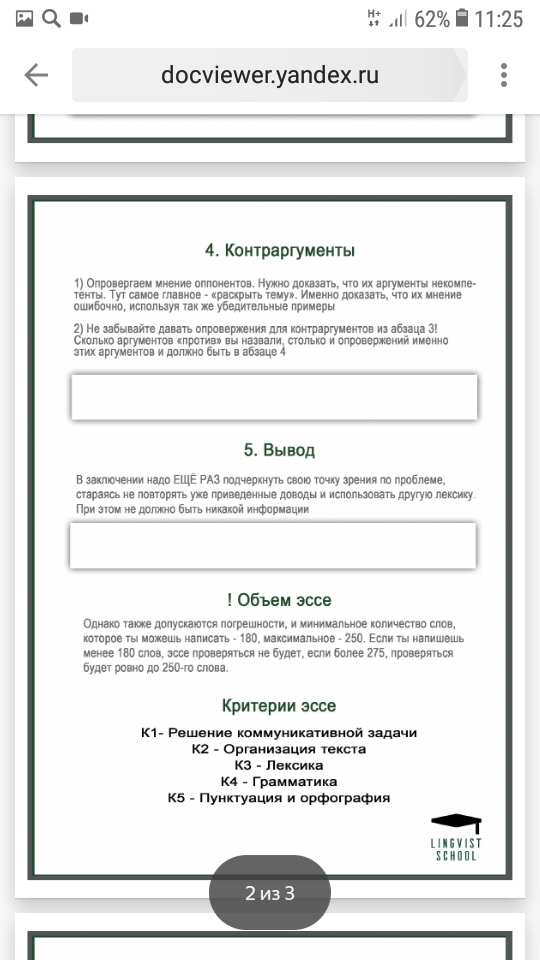 H+ 62% 11:25
docviewer.yandex.ru
4. Контраргументы
1) Опровергаем мнение оппонентов. Нужно доказать, что их аргументы некомпе-
тенты. Тут самое главное - «раскрыть тему». Именно доказать, что их мнение
ошибочно, используя так же убедительные примеры
2) Не забывайте давать опровержения для контраргументов из абзаца 3!
Сколько аргументов «против» вы назвали, столько и опровержений именно
этих аргументов и должно быть в абзаце 4
5. Вывод
В заключении надо ЕЩЁ РАЗ подчеркнуть свою точку зрения по проблеме,
стараясь не повторять уже приведенные доводы и использовать другую лексику.
При этом не должно быть никакой информации
! Объем эссе
Однако также допускаются погрешности, и минимальное количество слов,
которое ты можешь написать - 180, максимальное - 250. Если ты напишешь
менее 180 слов, эссе проверяться не будет, если более 275, проверяться
будет ровно до 250-го слова.
Критерии эссе
К1- Решение коммуникативной задачи
К2 - Организация текста
К3 - Лексика
К4 - Грамматика
К5 - Пунктуация и орфография
LINGVIST
SCHOOL
2 из 3